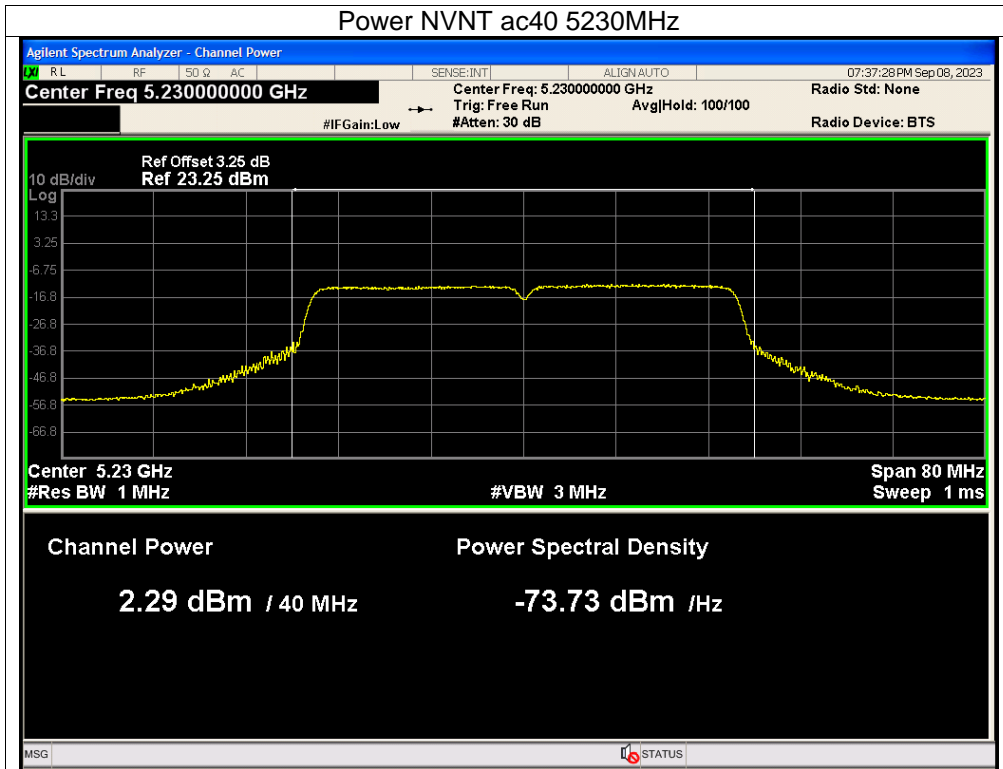 Power NVNT ac40 5230MHz
Agilent Spectrum Analyzer - Channel Power
LXI RL RF 50 Ω AC SENSE:INT ALIGN AUTO 07:37:28 PM Sep 08, 2023
Center Freq 5.230000000 GHz
Center Freq: 5.230000000 GHz Radio Std: None
Trig: Free Run Avg|Hold: 100/100
#IFGain:Low #Atten: 30 dB Radio Device: BTS
Ref Offset 3.25 dB
10 dB/div Ref 23.25 dBm
Log
13.3
3.25
-6.75
-16.8
-26.8
-36.8
-46.8
-56.8
-66.8
Center 5.23 GHz Span 80 MHz
#Res BW 1 MHz #VBW 3 MHz Sweep 1 ms
Channel Power Power Spectral Density
2.29 dBm / 40 MHz -73.73 dBm /Hz
MSG STATUS